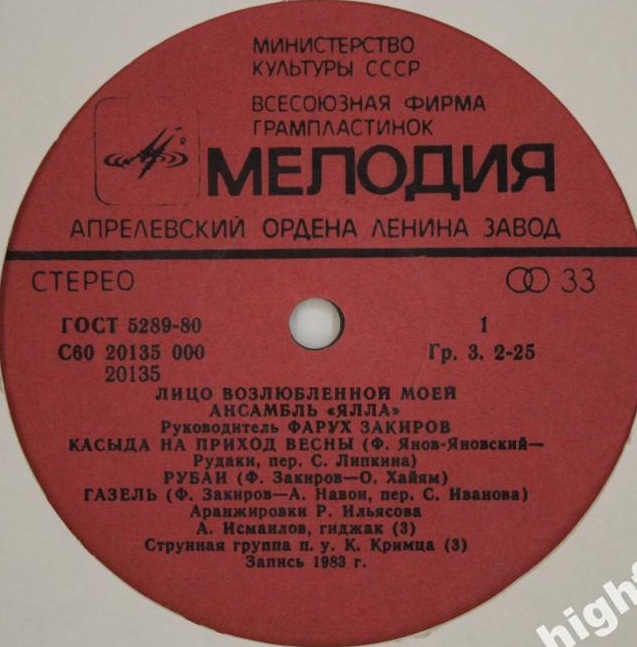 МИНИСТЕРСТВО
КУЛЬТУРЫ СССР
ВСЕСОЮЗНАЯ ФИРМА
ГРАМПЛАСТИНОК
МЕЛОДИЯ
АПРЕЛЕВСКИЙ ОРДЕНА ЛЕНИНА ЗАВОД
СТЕРЕО 33
ГОСТ 5289-80 1
С60 20135 000 Гр. 3. 2-25
20135
ЛИЦО ВОЗЛЮБЛЕННОЙ МОЕЙ
АНСАМБЛЬ «ЯЛЛА»
Руководитель ФАРУХ ЗАКИРОВ
КАСЫДА НА ПРИХОД ВЕСНЫ (Ф. Янов-Яновский—
Рудаки, пер. С. Липкина)
РУБАИ (Ф. Закиров—О. Хайям)
ГАЗЕЛЬ (Ф. Закиров—А. Навои, пер. С. Иванова)
Аранжировки Р. Ильясова
А. Исмаилов, гиджак (3)
Струнная группа п. у. К. Кримца (3)
Запись 1983 г.